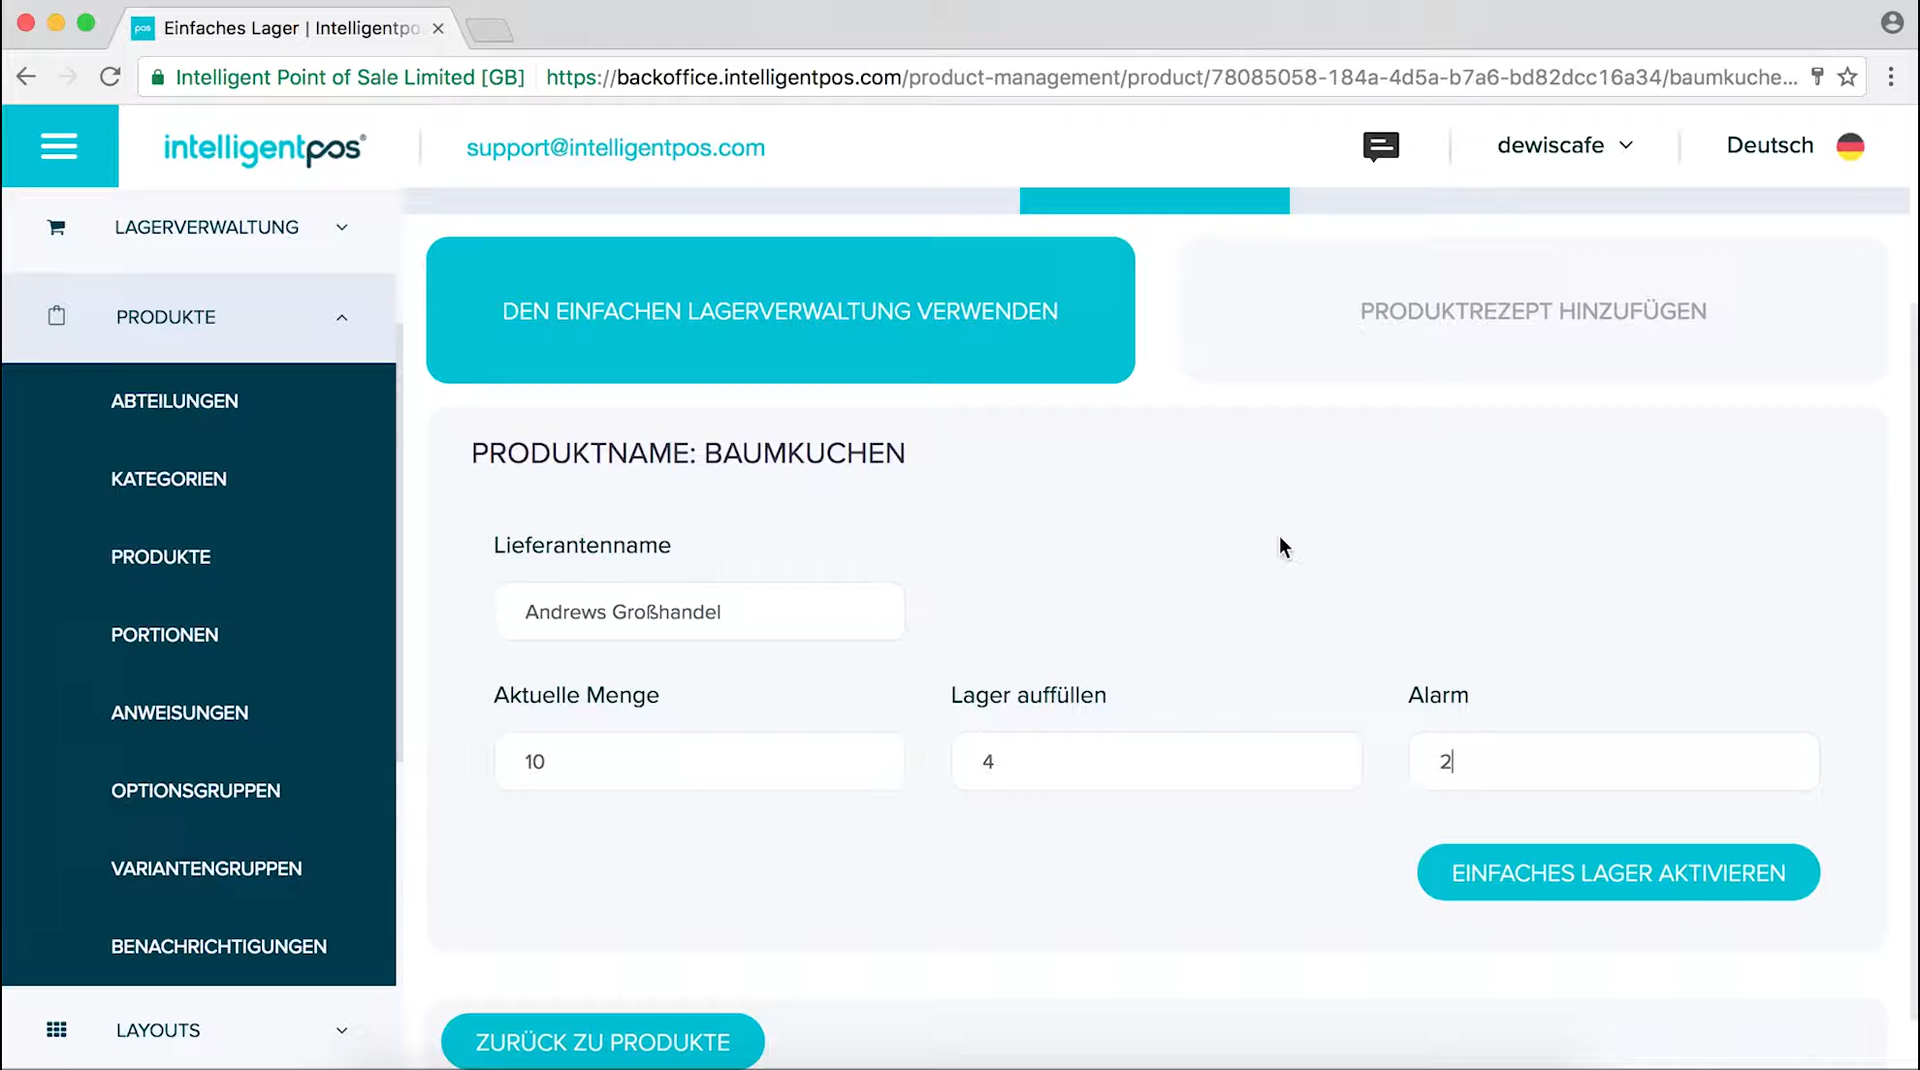 pos Einfaches Lager | Intelligentpo
Intelligent Point of Sale Limited [GB] https://backoffice.intelligentpos.com/product-management/product/78085058-184a-4d5a-b7a6-bd82dcc16a34/baumkuche...
intelligentpos® support@intelligentpos.com dewiscafe Deutsch
LAGERVERWALTUNG
PRODUKTE
ABTEILUNGEN
KATEGORIEN
PRODUKTE
PORTIONEN
ANWEISUNGEN
OPTIONSGRUPPEN
VARIANTENGRUPPEN
BENACHRICHTIGUNGEN
LAYOUTS
DEN EINFACHEN LAGERVERWALTUNG VERWENDEN PRODUKTREZEPT HINZUFÜGEN
PRODUKTNAME: BAUMKUCHEN
Lieferantenname
Andrews Großhandel
Aktuelle Menge Lager auffüllen Alarm
10 4 2
EINFACHES LAGER AKTIVIEREN
ZURÜCK ZU PRODUKTE